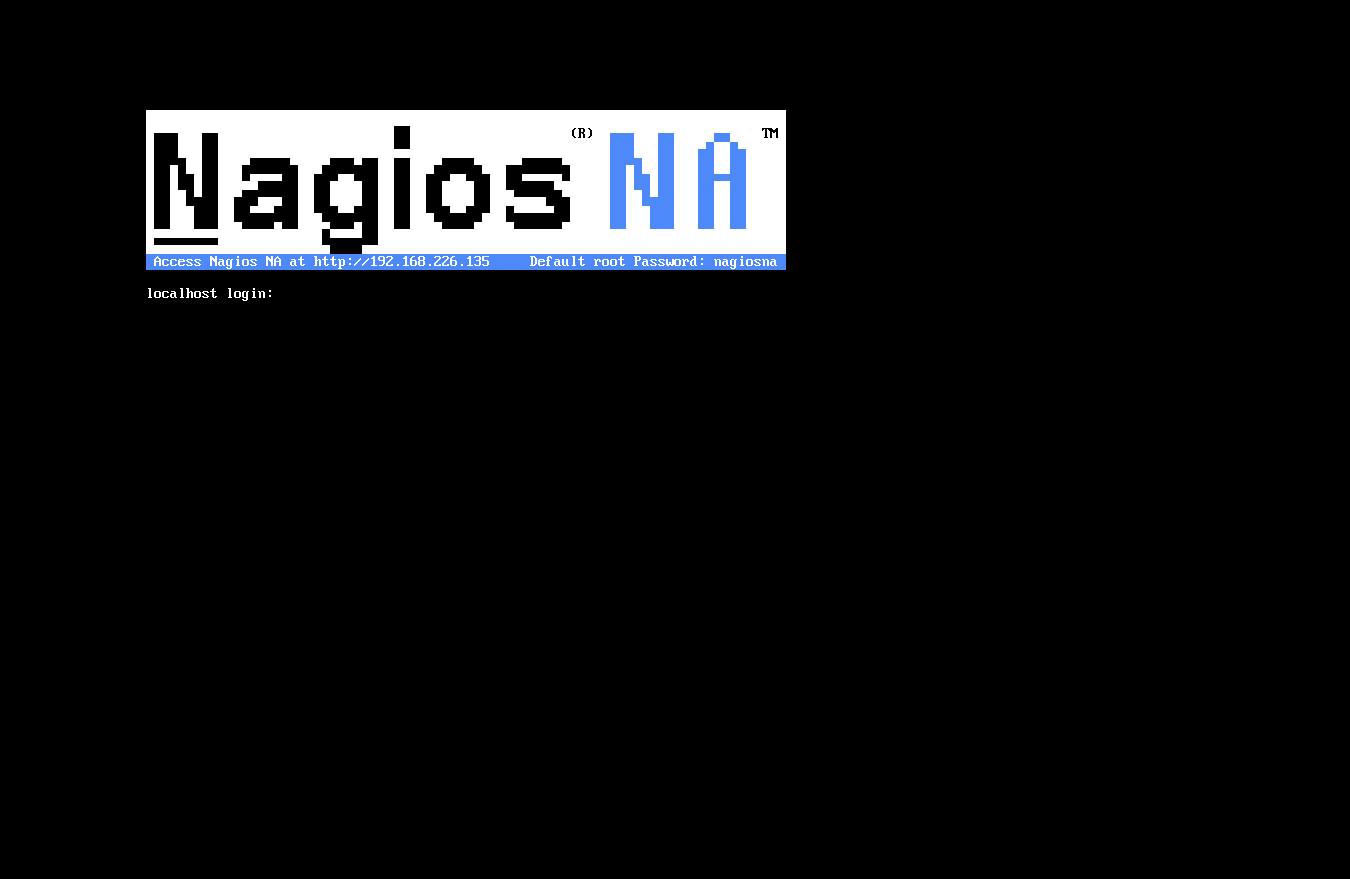 Nagios (R) NA TM
Access Nagios NA at http://192.168.226.135 Default root Password: nagiosna
localhost login: